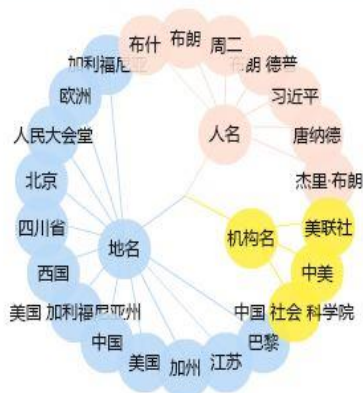 布什
布朗
周二
加利福尼亚
布朗 德普
欧洲
习近平
人民大会堂
人名
唐纳德
北京
杰里·布朗
四川省
地名
机构名
美联社
西国
中美
美国 加利福尼亚州
中国 社会 科学院
中国
巴黎
美国
加州
江苏